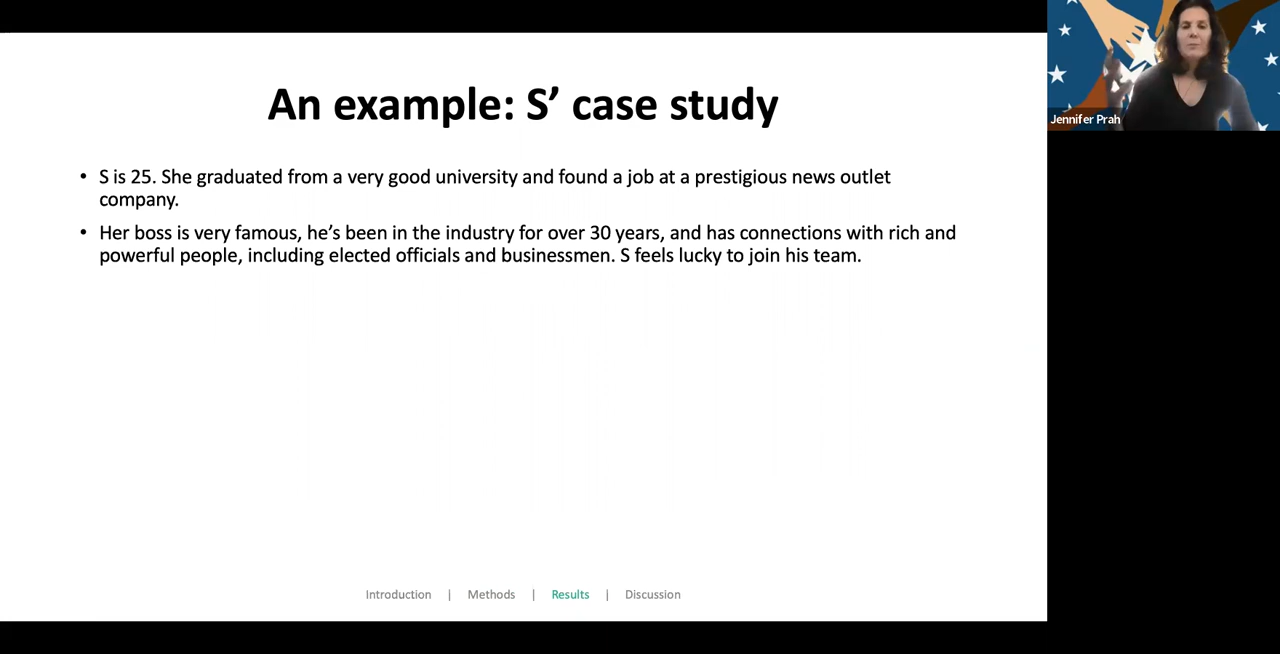 An example: S’ case study
• S is 25. She graduated from a very good university and found a job at a prestigious news outlet
company.
• Her boss is very famous, he’s been in the industry for over 30 years, and has connections with rich and
powerful people, including elected officials and businessmen. S feels lucky to join his team.
Introduction | Methods | Results | Discussion
Jennifer Prah